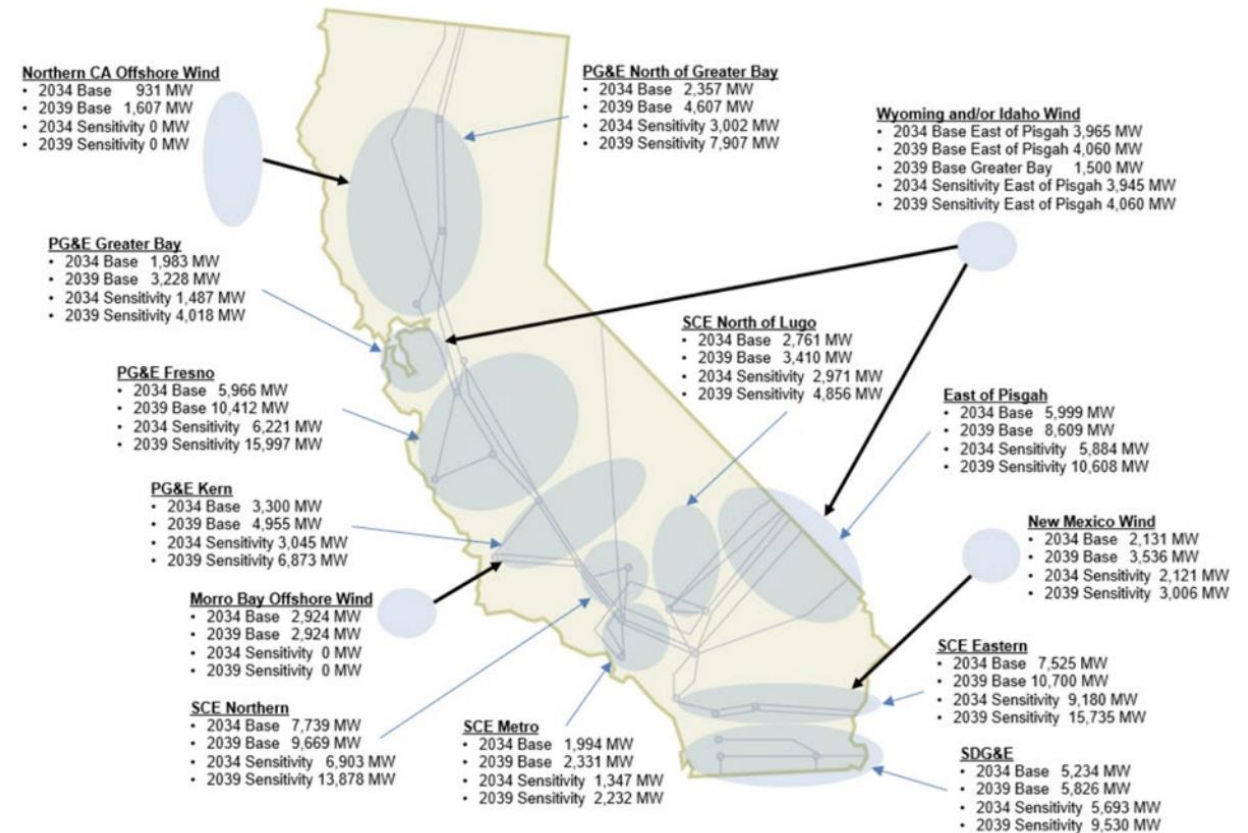 Northern CA Offshore Wind
• 2034 Base 931 MW
• 2039 Base 1,607 MW
• 2034 Sensitivity 0 MW
• 2039 Sensitivity 0 MW
PG&E North of Greater Bay
• 2034 Base 2,357 MW
• 2039 Base 4,607 MW
• 2034 Sensitivity 3,002 MW
• 2039 Sensitivity 7,907 MW
Wyoming and/or Idaho Wind
• 2034 Base East of Pisgah 3,965 MW
• 2039 Base East of Pisgah 4,060 MW
• 2039 Base Greater Bay 1,500 MW
• 2034 Sensitivity East of Pisgah 3,945 MW
• 2039 Sensitivity East of Pisgah 4,060 MW
PG&E Greater Bay
• 2034 Base 1,983 MW
• 2039 Base 3,228 MW
• 2034 Sensitivity 1,487 MW
• 2039 Sensitivity 4,018 MW
SCE North of Lugo
• 2034 Base 2,761 MW
• 2039 Base 3,410 MW
• 2034 Sensitivity 2,971 MW
• 2039 Sensitivity 4,856 MW
PG&E Fresno
• 2034 Base 5,966 MW
• 2039 Base 10,412 MW
• 2034 Sensitivity 6,221 MW
• 2039 Sensitivity 15,997 MW
East of Pisgah
• 2034 Base 5,999 MW
• 2039 Base 8,609 MW
• 2034 Sensitivity 5,884 MW
• 2039 Sensitivity 10,608 MW
PG&E Kern
• 2034 Base 3,300 MW
• 2039 Base 4,955 MW
• 2034 Sensitivity 3,045 MW
• 2039 Sensitivity 6,873 MW
New Mexico Wind
• 2034 Base 2,131 MW
• 2039 Base 3,536 MW
• 2034 Sensitivity 2,121 MW
• 2039 Sensitivity 3,006 MW
Morro Bay Offshore Wind
• 2034 Base 2,924 MW
• 2039 Base 2,924 MW
• 2034 Sensitivity 0 MW
• 2039 Sensitivity 0 MW
SCE Eastern
• 2034 Base 7,525 MW
• 2039 Base 10,700 MW
• 2034 Sensitivity 9,180 MW
• 2039 Sensitivity 15,735 MW
SCE Northern
• 2034 Base 7,739 MW
• 2039 Base 9,669 MW
• 2034 Sensitivity 6,903 MW
• 2039 Sensitivity 13,878 MW
SCE Metro
• 2034 Base 1,994 MW
• 2039 Base 2,331 MW
• 2034 Sensitivity 1,347 MW
• 2039 Sensitivity 2,232 MW
SDG&E
• 2034 Base 5,234 MW
• 2039 Base 5,826 MW
• 2034 Sensitivity 5,693 MW
• 2039 Sensitivity 9,530 MW